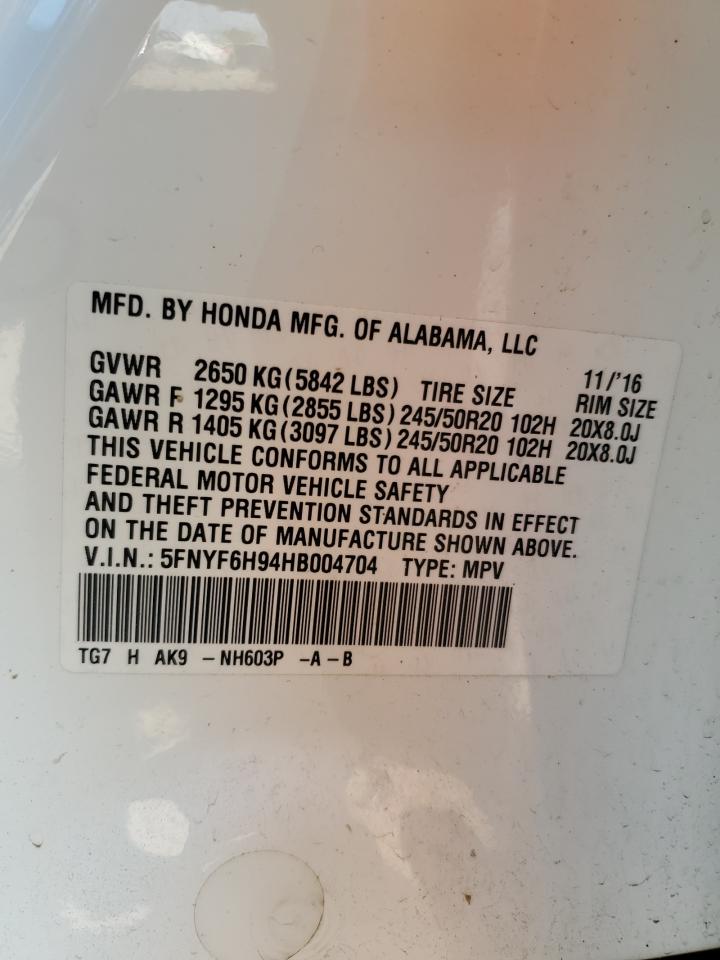 MFD. BY HONDA MFG. OF ALABAMA, LLC
11/'16
GVWR 2650 KG(5842 LBS) TIRE SIZE RIM SIZE
GAWR F 1295 KG(2855 LBS) 245/50R20 102H 20X8.0J
GAWR R 1405 KG(3097 LBS) 245/50R20 102H 20X8.0J
THIS VEHICLE CONFORMS TO ALL APPLICABLE
FEDERAL MOTOR VEHICLE SAFETY
AND THEFT PREVENTION STANDARDS IN EFFECT
ON THE DATE OF MANUFACTURE SHOWN ABOVE.
V.I.N.: 5FNYF6H94HB004704 TYPE: MPV
TG7 H AK9 -NH603P -A-B